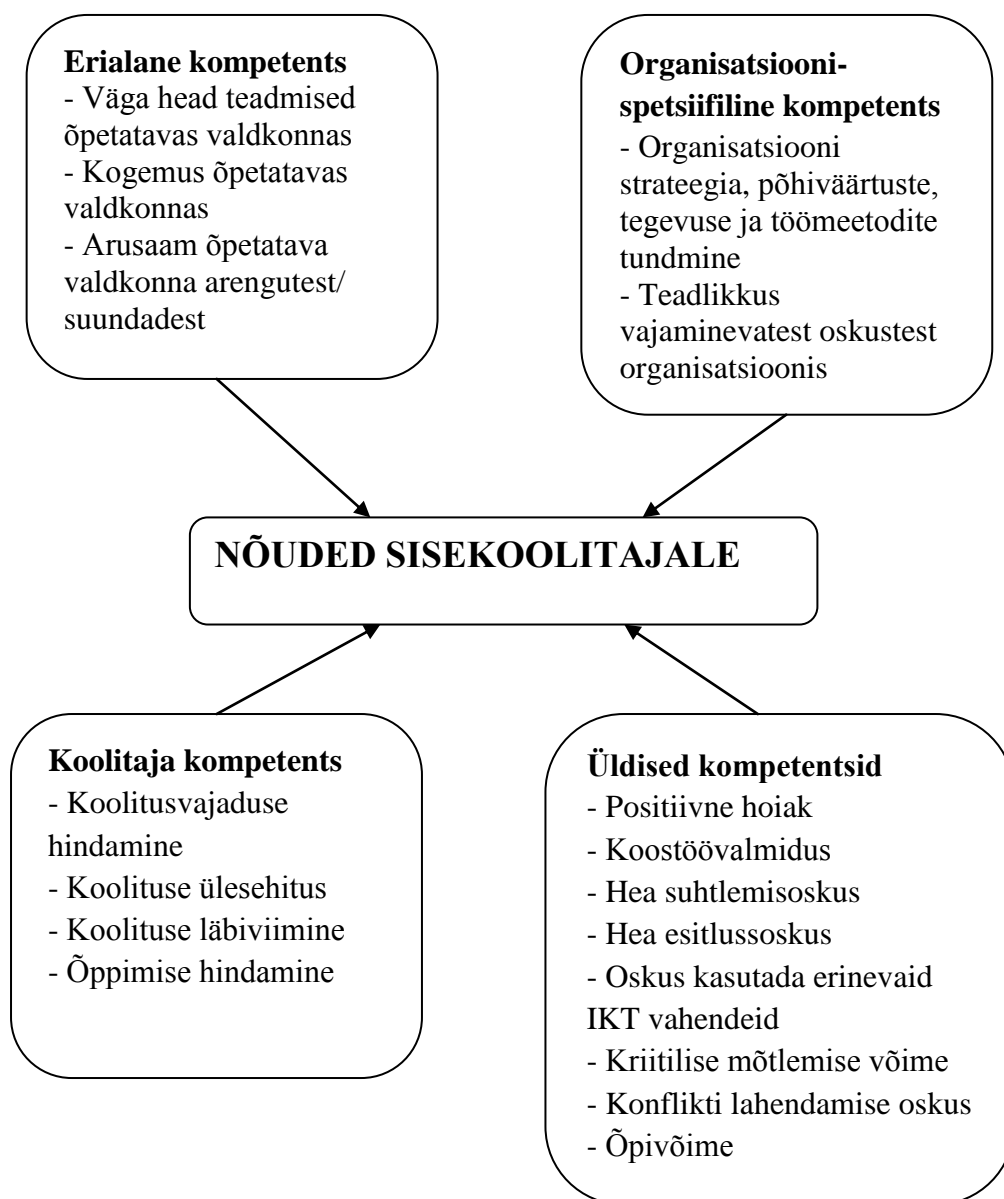 Erialane kompetents
- Väga head teadmised
õpetatavas valdkonnas
- Kogemus õpetatavas
valdkonnas
- Arusaam õpetatava
valdkonna arengutest/
suundadest
Organisatsiooni-
spetsiifiline kompetents
- Organisatsiooni
strateegia, põhiväärtuste,
tegevuse ja töömeetodite
tundmine
- Teadlikkus
vajaminevatest oskustest
organisatsioonis
NÕUDED SISEKOOLITAJALE
Koolitaja kompetents
- Koolitusvajaduse
hindamine
- Koolituse ülesehitus
- Koolituse läbiviimine
- Õppimise hindamine
Üldised kompetentsid
- Positiivne hoiak
- Koostöövalmidus
- Hea suhtlemisoskus
- Hea esitlussoskus
- Oskus kasutada erinevaid
IKT vahendeid
- Kriitilise mõtlemise võime
- Konflikti lahendamise oskus
- Õpivõime